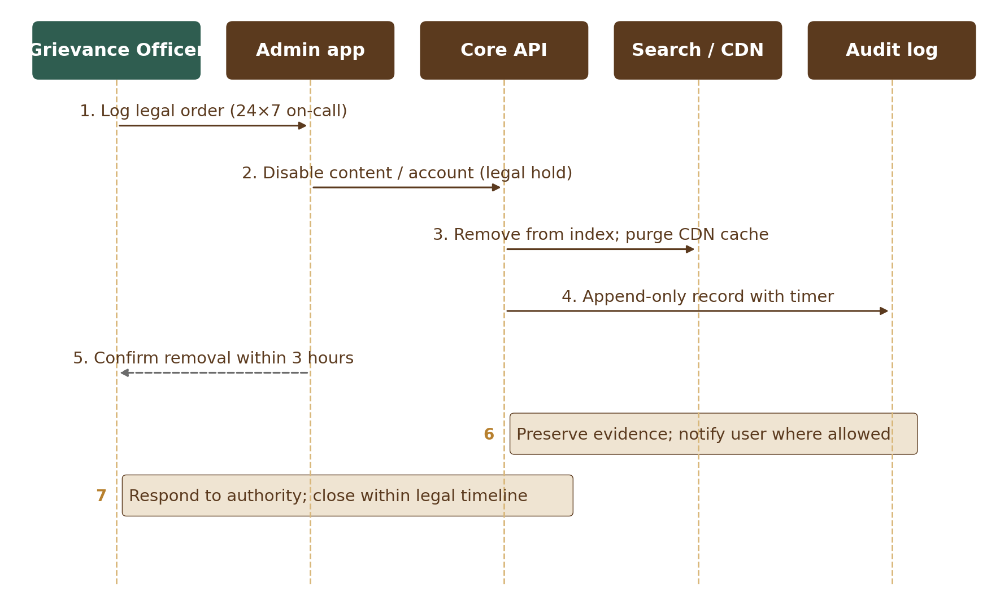 Grievance Officer
Admin app
Core API
Search / CDN
Audit log
1. Log legal order (24×7 on-call)
2. Disable content / account (legal hold)
3. Remove from index; purge CDN cache
4. Append-only record with timer
5. Confirm removal within 3 hours
6 Preserve evidence; notify user where allowed
7 Respond to authority; close within legal timeline